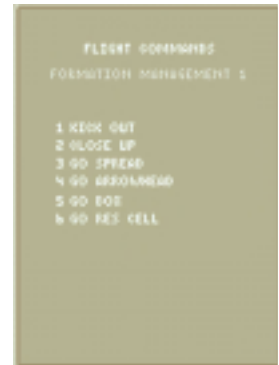 FLIGHT COMMANDS
FORMATION MANAGEMENT 1
1 KICK OUT
2 CLOSE UP
3 GO SPREAD
4 GO ARROWHEAD
5 GO BOX
6 GO RES CELL